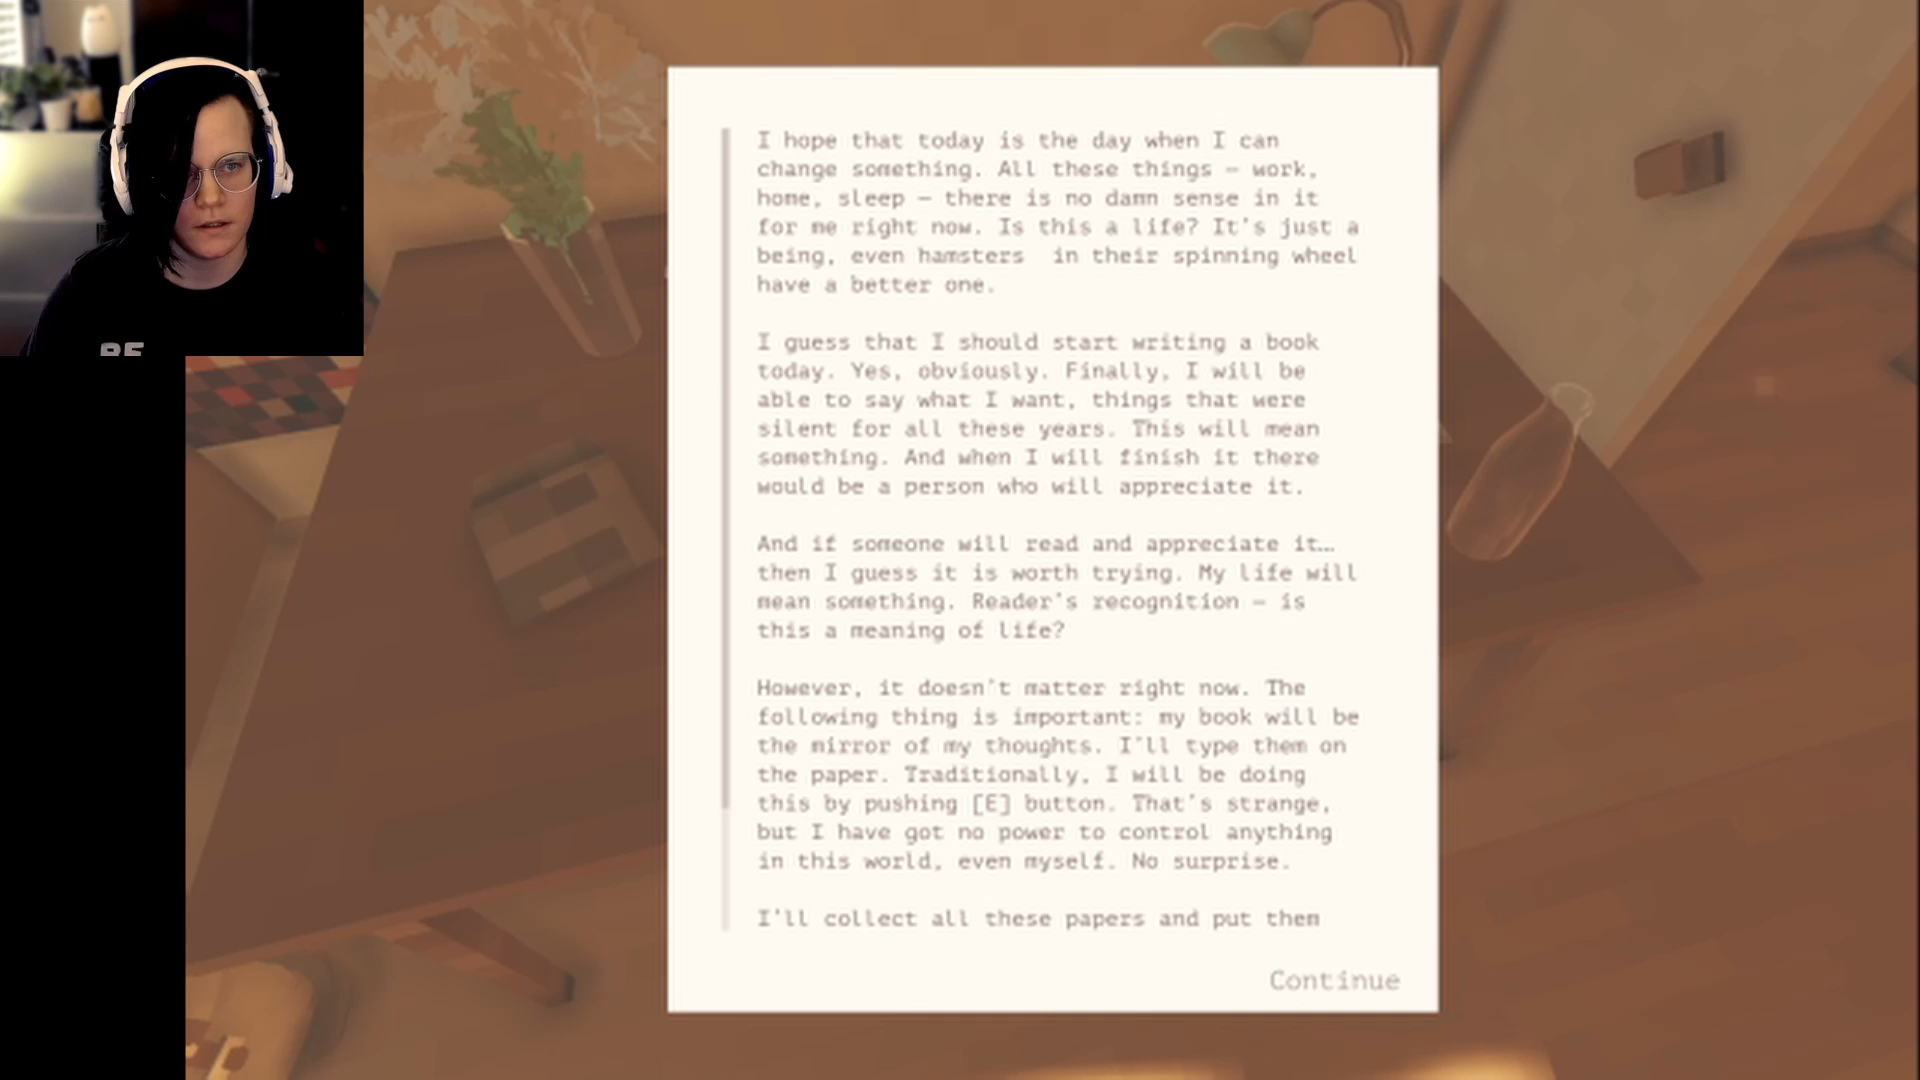 I hope that today is the day when I can
change something. All these things — work,
home, sleep — there is no damn sense in it
for me right now. Is this a life? It's just a
being, even hamsters  in their spinning wheel
have a better one.

I guess that I should start writing a book
today. Yes, obviously. Finally, I will be
able to say what I want, things that were
silent for all these years. This will mean
something. And when I will finish it there
would be a person who will appreciate it.

And if someone will read and appreciate it…
then I guess it is worth trying. My life will
mean something. Reader's recognition — is
this a meaning of life?

However, it doesn't matter right now. The
following thing is important: my book will be
the mirror of my thoughts. I'll type them on
the paper. Traditionally, I will be doing
this by pushing [E] button. That's strange,
but I have got no power to control anything
in this world, even myself. No surprise.

I'll collect all these papers and put them
Continue